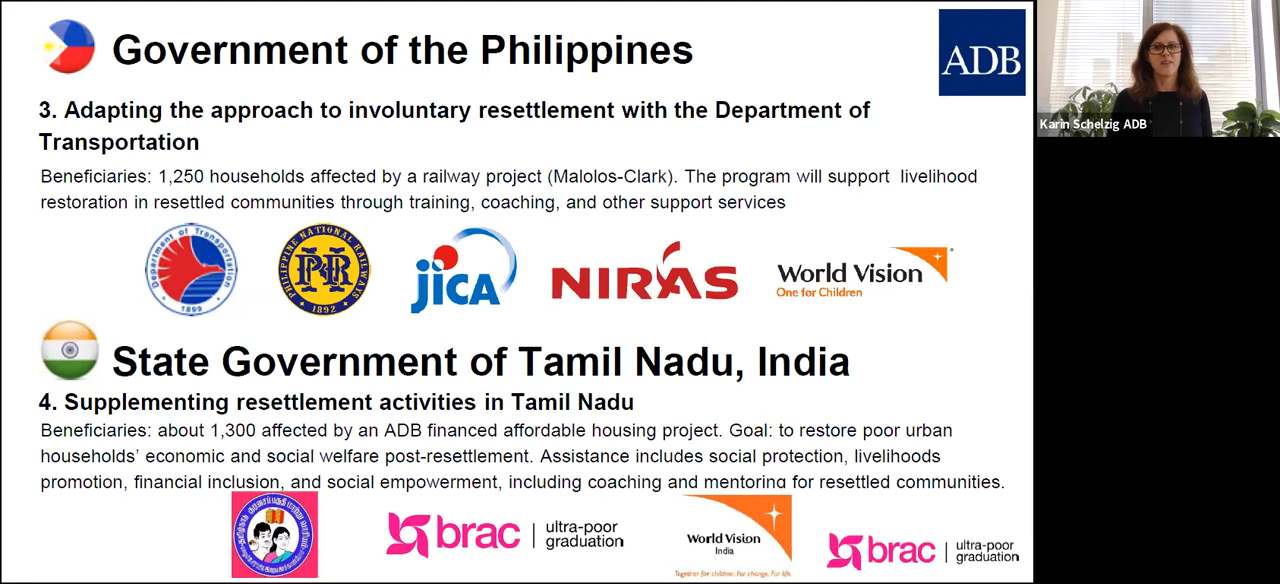 Government of the Philippines
ADB
Karin Schelzig ADB
3. Adapting the approach to involuntary resettlement with the Department of
Transportation
Beneficiaries: 1,250 households affected by a railway project (Malolos-Clark). The program will support livelihood
restoration in resettled communities through training, coaching, and other support services
Department of Transportation
1899
PHILIPPINE NATIONAL RAILWAYS
PNR
1892
jica
NIRAS
World Vision
One for Children
State Government of Tamil Nadu, India
4. Supplementing resettlement activities in Tamil Nadu
Beneficiaries: about 1,300 affected by an ADB financed affordable housing project. Goal: to restore poor urban
households' economic and social welfare post-resettlement. Assistance includes social protection, livelihoods
promotion, financial inclusion, and social empowerment, including coaching and mentoring for resettled communities.
brac
ultra-poor
graduation
World Vision
India
Together for children. For change. For life.
brac
ultra-poor
graduation